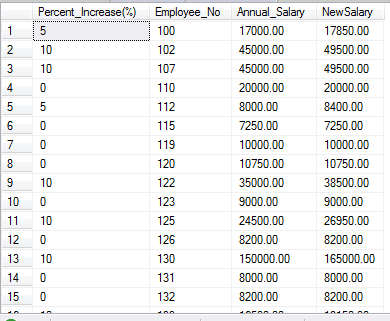 Percent_Increase(%) Employee_No Annual_Salary NewSalary
1 5 100 17000.00 17850.00
2 10 102 45000.00 49500.00
3 10 107 45000.00 49500.00
4 0 110 20000.00 20000.00
5 5 112 8000.00 8400.00
6 0 115 7250.00 7250.00
7 0 119 10000.00 10000.00
8 0 120 10750.00 10750.00
9 10 122 35000.00 38500.00
10 0 123 9000.00 9000.00
11 10 125 24500.00 26950.00
12 0 126 8200.00 8200.00
13 10 130 150000.00 165000.00
14 0 131 8000.00 8000.00
15 0 132 8200.00 8200.00